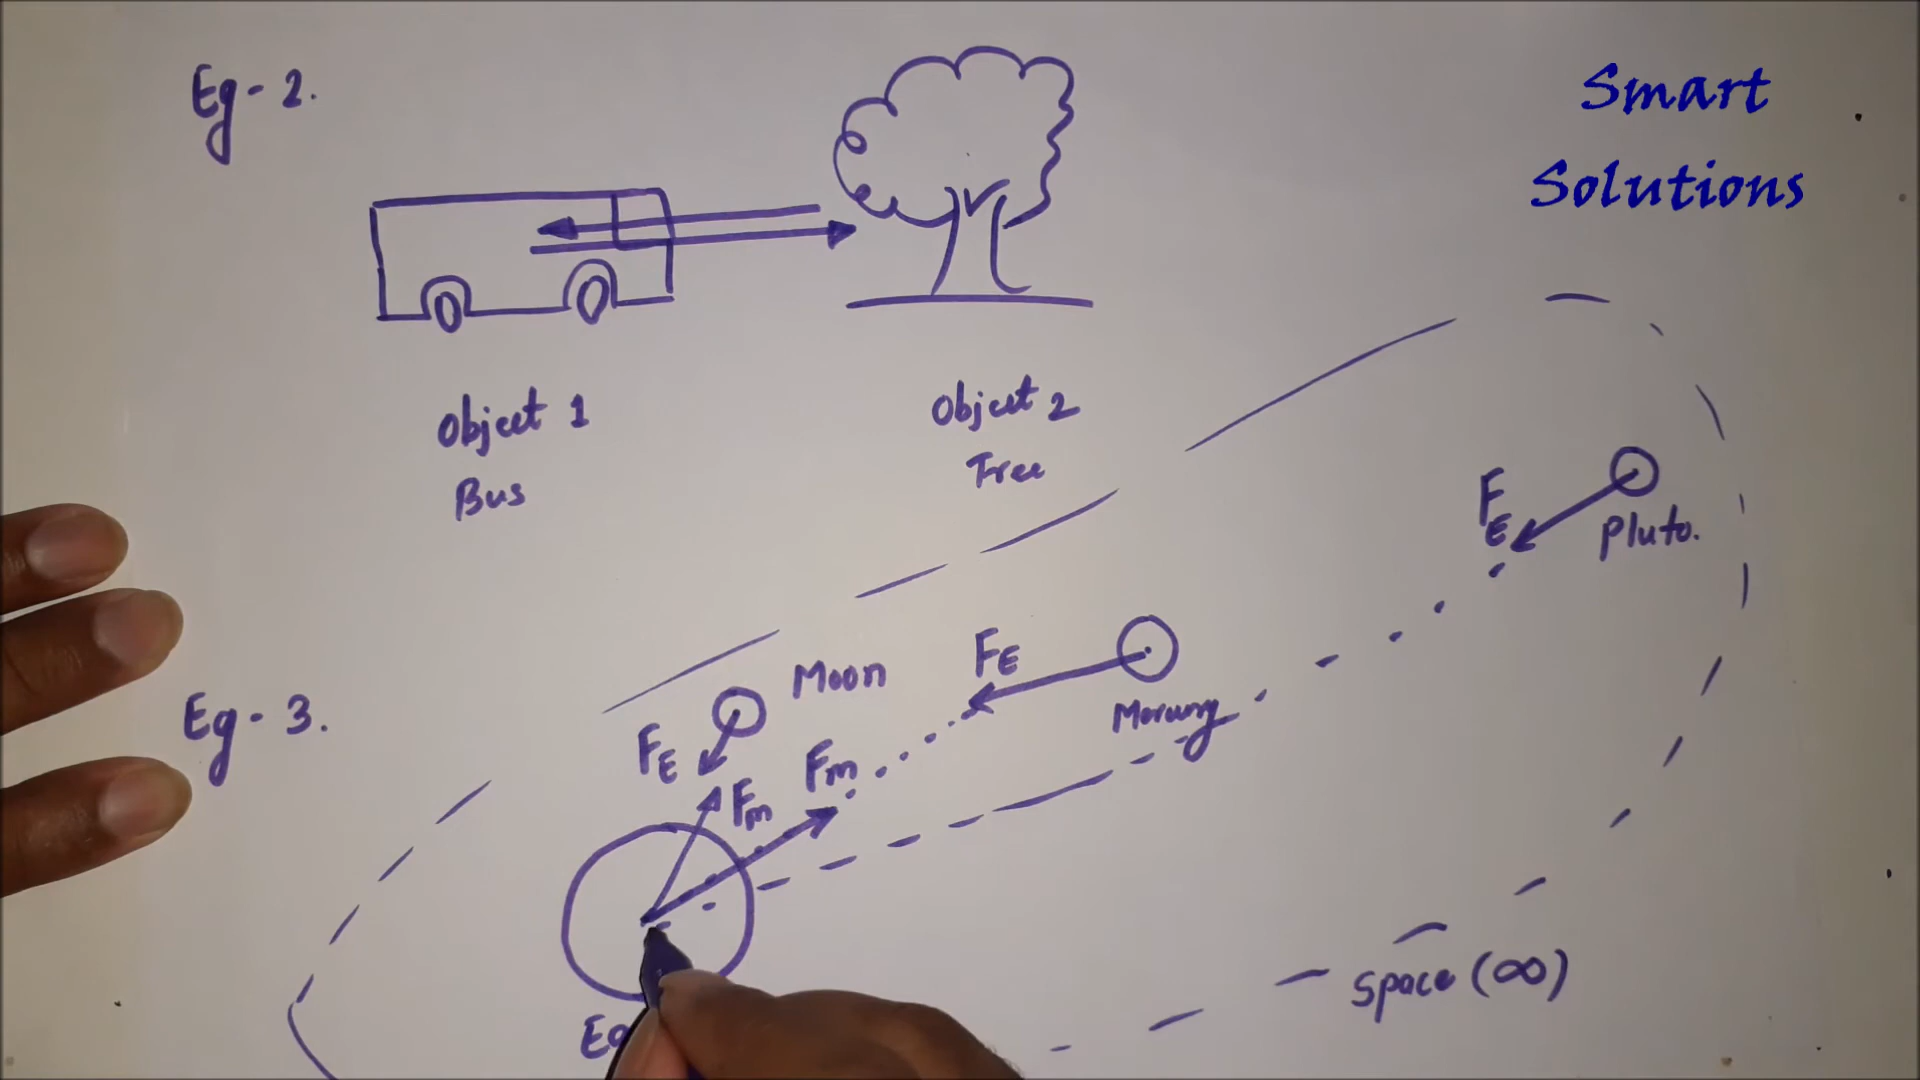 Eg - 2.
Smart
Solutions
Object 1
Bus
Object 2
Tree
FE
Pluto.
Eg - 3.
Moon
FE
Mercury
FE
Fm
Fm
Space (∞)